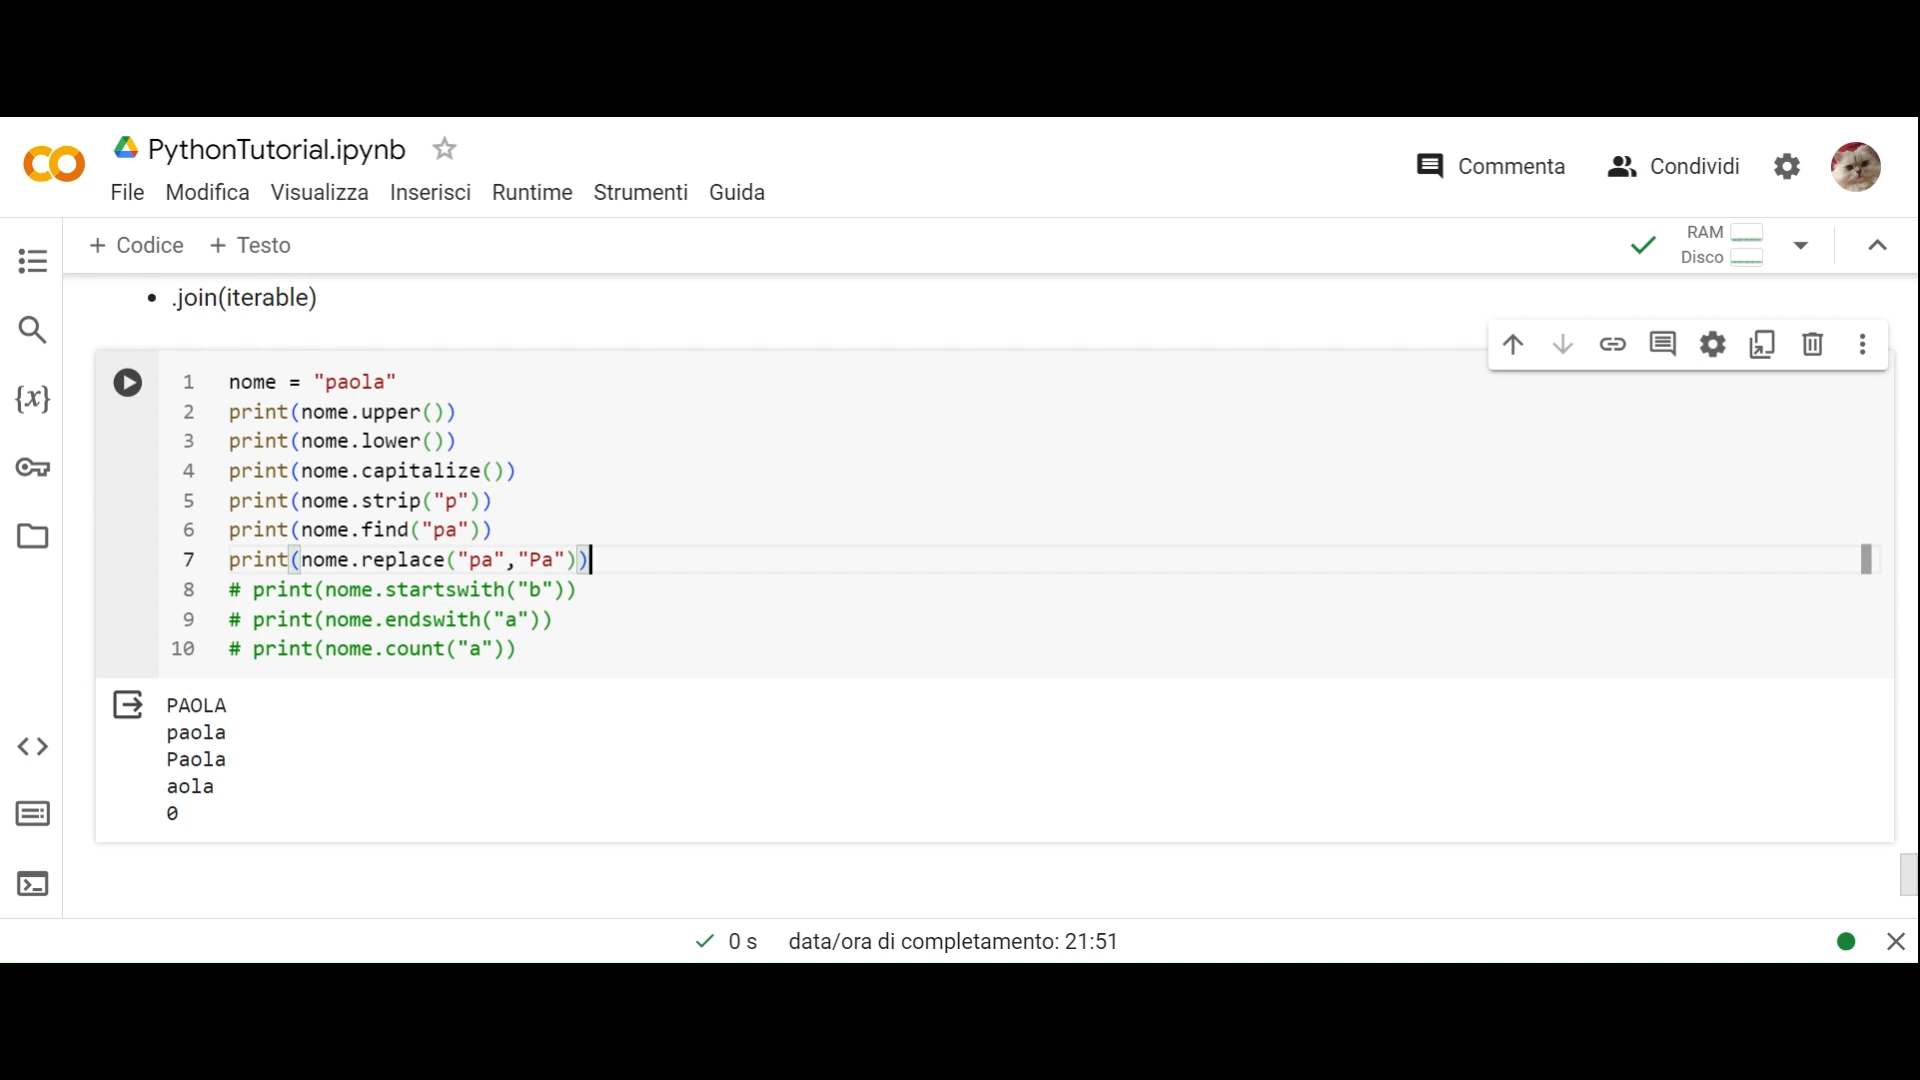 PythonTutorial.ipynb
File Modifica Visualizza Inserisci Runtime Strumenti Guida
Commenta Condividi
+ Codice + Testo
RAM
Disco
• .join(iterable)
1 nome = "paola"
2 print(nome.upper())
3 print(nome.lower())
4 print(nome.capitalize())
5 print(nome.strip("p"))
6 print(nome.find("pa"))
7 print(nome.replace("pa","Pa"))
8 # print(nome.startswith("b"))
9 # print(nome.endswith("a"))
10 # print(nome.count("a"))
PAOLA
paola
Paola
aola
0
0 s data/ora di completamento: 21:51